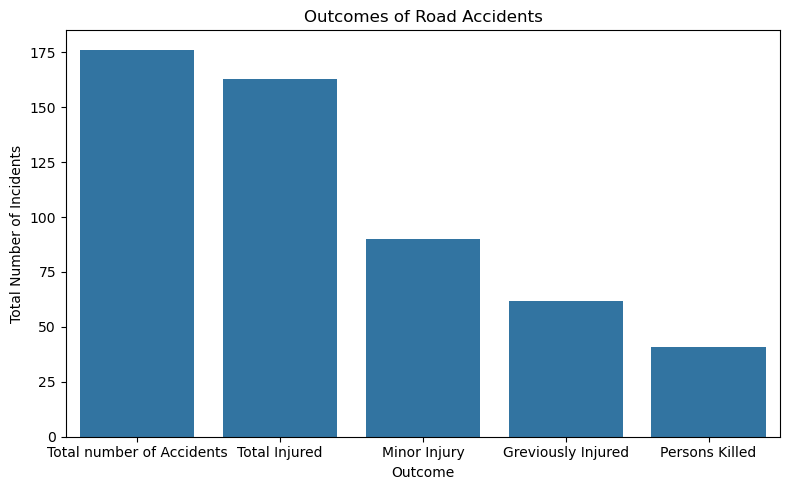 Outcomes of Road Accidents
Total Number of Incidents
175
150
125
100
75
50
25
0
Total number of Accidents Total Injured Minor Injury Greviously Injured Persons Killed
Outcome